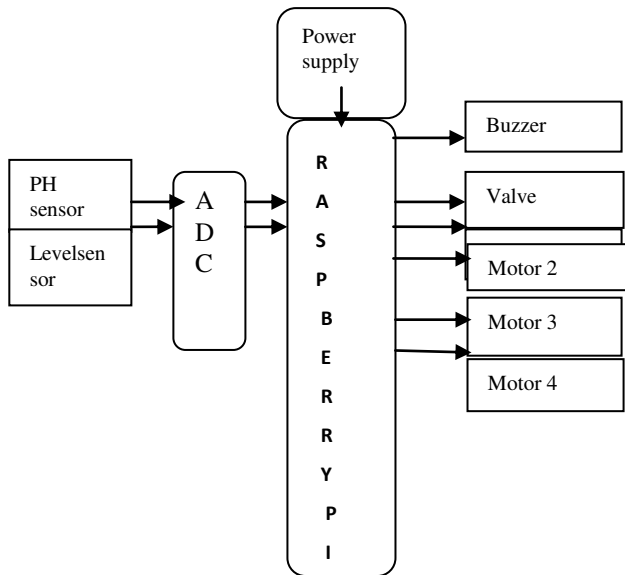 Power
supply
Buzzer
PH
sensor
Levelsen
sor
A
D
C
R
A
S
P
B
E
R
R
Y
P
I
Valve
Motor 2
Motor 3
Motor 4